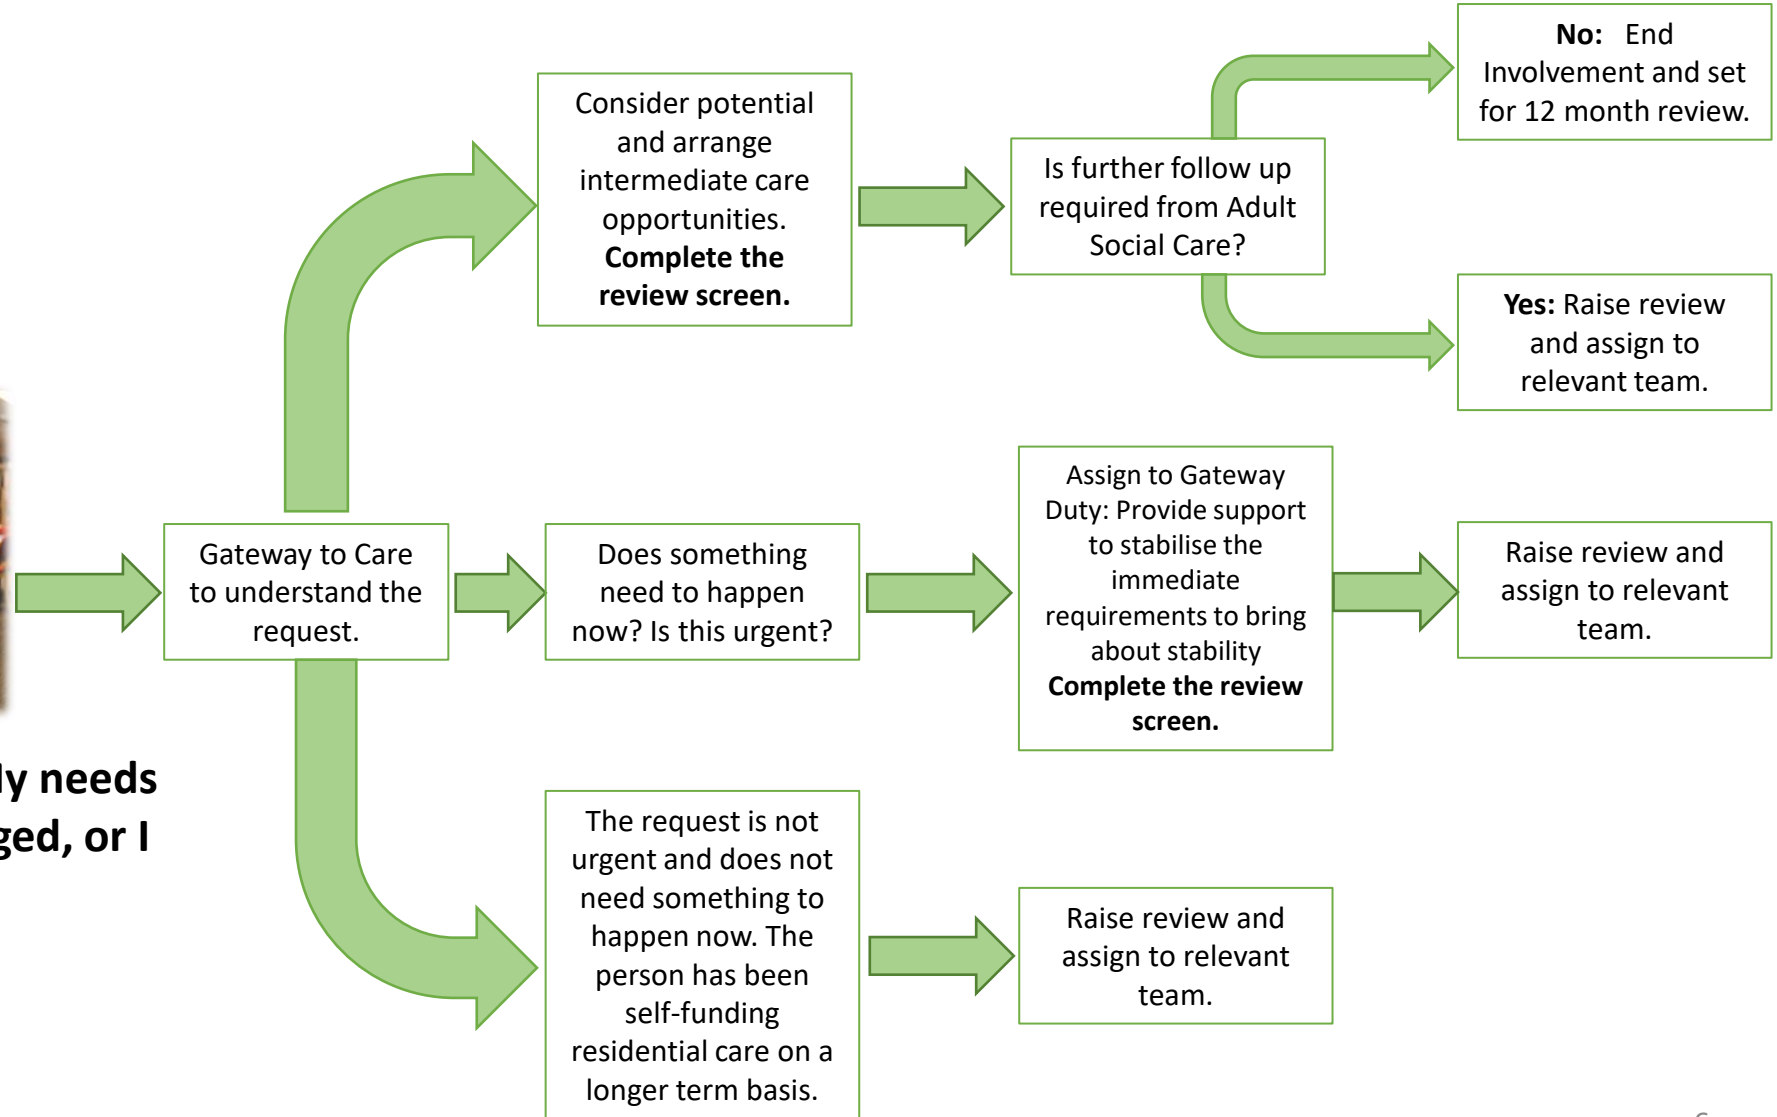 No: End
Involvement and set
for 12 month review.
Consider potential
and arrange
intermediate care
opportunities.
Complete the
review screen.
Is further follow up
required from Adult
Social Care?
Yes: Raise review
and assign to
relevant team.
Gateway to Care
to understand the
request.
Does something
need to happen
now? Is this urgent?
Assign to Gateway
Duty: Provide support
to stabilise the
immediate
requirements to bring
about stability
Complete the review
screen.
Raise review and
assign to relevant
team.
needs
or I
The request is not
urgent and does not
need something to
happen now. The
person has been
self-funding
residential care on a
longer term basis.
Raise review and
assign to relevant
team.